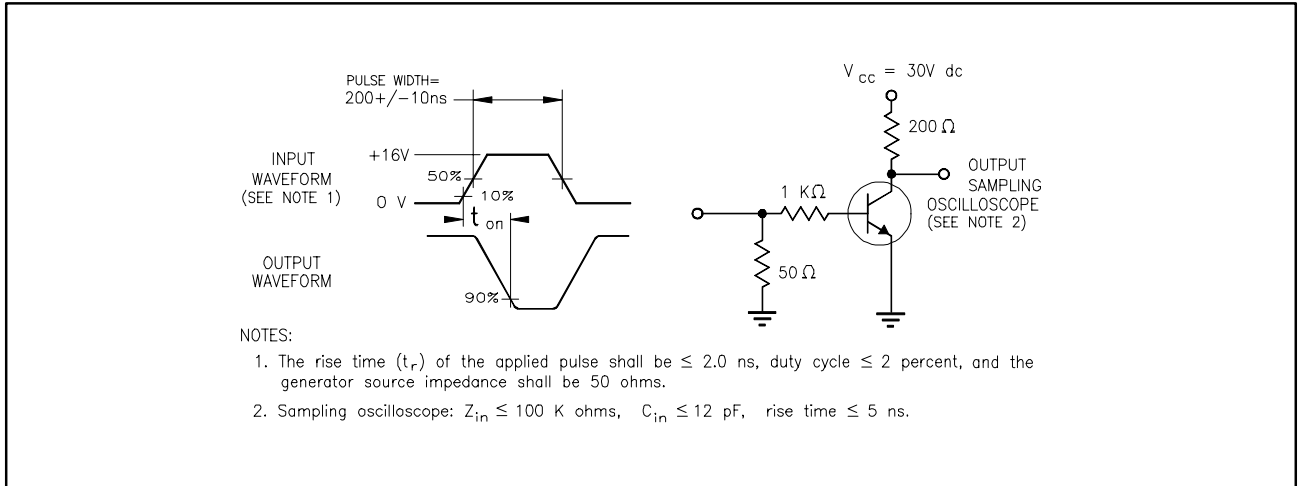 PULSE WIDTH=
200+/-10ns
INPUT
WAVEFORM
(SEE NOTE 1)
+16V
50%
10%
0 V
t on
OUTPUT
WAVEFORM
90%
V CC = 30V dc
200 Ω
1 KΩ
50 Ω
OUTPUT
SAMPLING
OSCILLOSCOPE
(SEE NOTE 2)
NOTES:
1. The rise time (tr) of the applied pulse shall be ≤ 2.0 ns, duty cycle ≤ 2 percent, and the
generator source impedance shall be 50 ohms.
2. Sampling oscilloscope: Zin ≤ 100 K ohms, Cin ≤ 12 pF, rise time ≤ 5 ns.